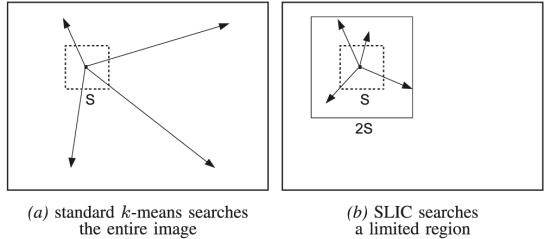 S
S
2S
(a) standard k-means searches
the entire image
(b) SLIC searches
a limited region